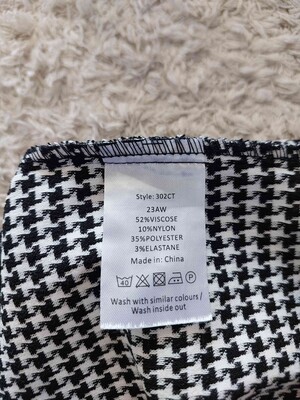 Style: 302CT
23AW
52%VISCOSE
10%NYLON
35%POLYESTER
3%ELASTANE
Made in: China
40 P
Wash with similar colours /
Wash inside out